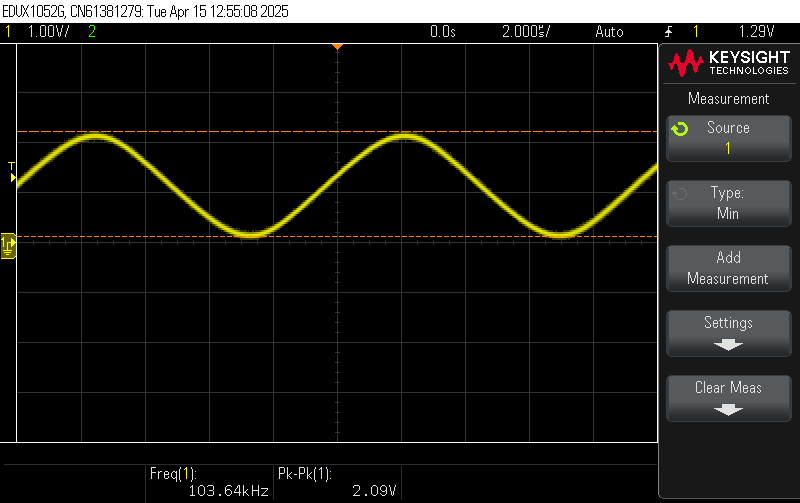 EDUX1052G, CN61381279: Tue Apr 15 12:55:08 2025
1 1.00V/ 2 0.0s 2.000µs/ Auto 1 1.29V
KEYSIGHT
TECHNOLOGIES
Measurement
Source
1
Type:
Min
Add
Measurement
Settings
Clear Meas
T
1
Freq(1): Pk-Pk(1):
103.64kHz 2.09V